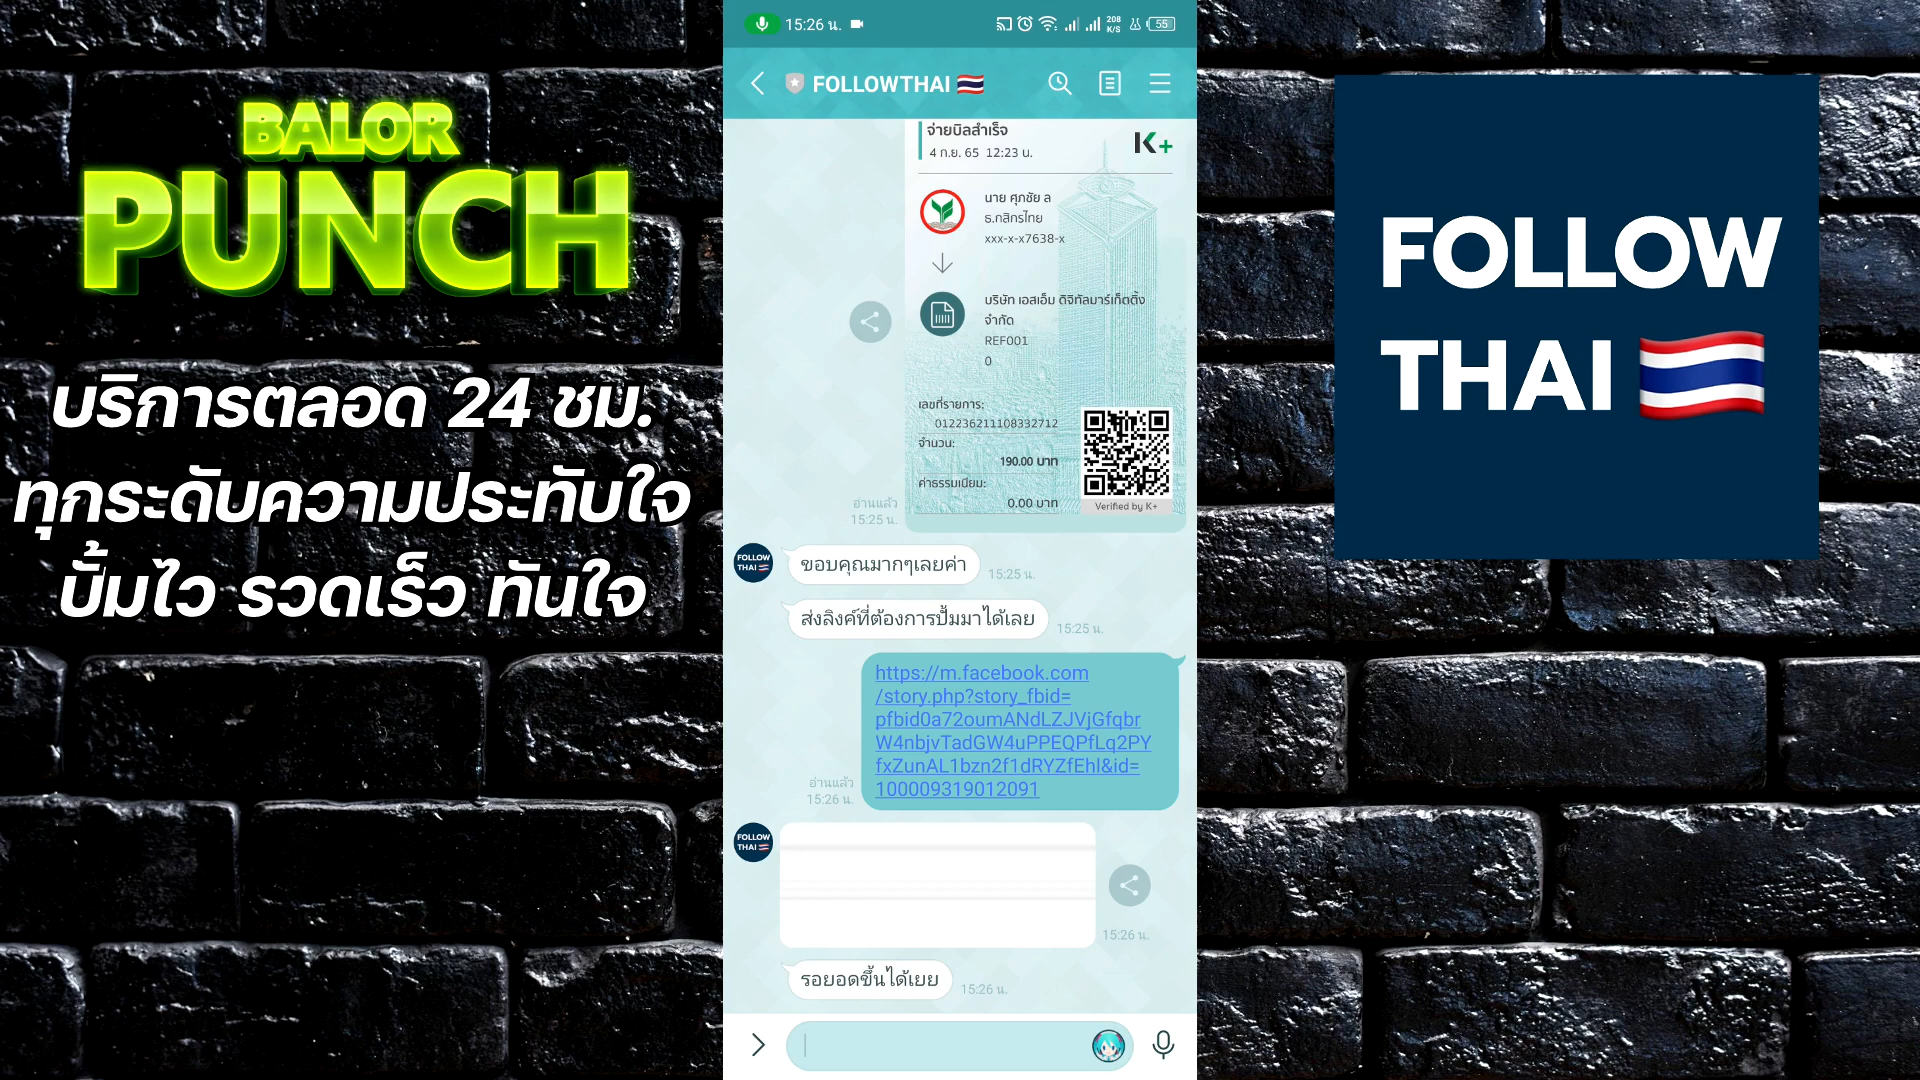 BALOR
PUNCH
บริการตลอด 24 ชม.
ทุกระดับความประทับใจ
ปั้มไว รวดเร็ว ทันใจ
15:26 น.
208
K/S
55
FOLLOWTHAI 🇹🇭
จ่ายบิลสำเร็จ
4 ก.ย. 65 12:23 น.
K+
นาย ศุภชัย ล
ธ.กสิกรไทย
xxx-x-x7638-x
บริษัท เอสเอ็ม ดิจิทัลมาร์เก็ตติ้ง
จำกัด
REF001
0
เลขที่รายการ:
012236211108332712
จำนวน:
190.00 บาท
ค่าธรรมเนียม:
0.00 บาท
Verified by K+
อ่านแล้ว
15:25 น.
FOLLOW
THAI
ขอบคุณมากๆเลยค่า
15:25 น.
ส่งลิงค์ที่ต้องการปั้มมาได้เลย
15:25 น.
https://m.facebook.com
/story.php?story_fbid=
pfbid0a72oumANdLZJVjGfqbr
W4nbjvTadGW4uPPEQPfLq2PY
fxZunAL1bzn2f1dRYZfEhl&id=
100009319012091
อ่านแล้ว
15:26 น.
FOLLOW
THAI
15:26 น.
รอยอดขึ้นได้เยย
15:26 น.
FOLLOW
THAI 🇹🇭